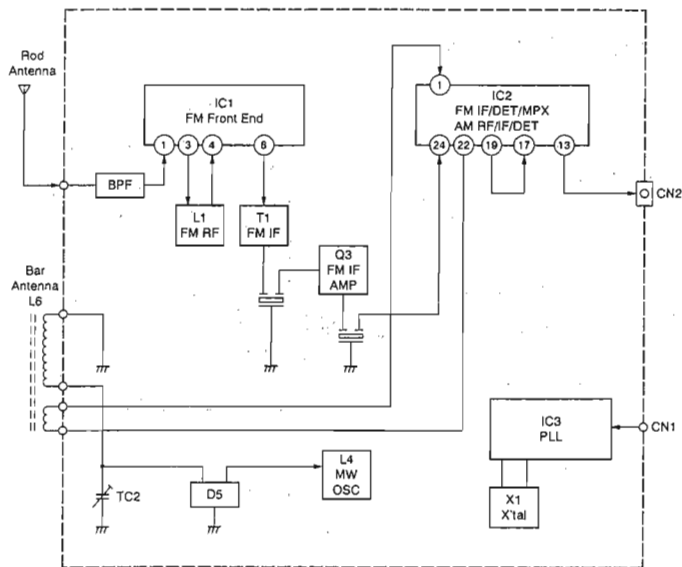 Rod
Antenna
IC1
FM Front End
1
3
4
6
1
IC2
FM IF/DET/MPX
AM RF/IF/DET
24
22
19
17
13
BPF
CN2
L1
FM RF
T1
FM IF
Q3
FM IF
AMP
Bar
Antenna
L6
IC3
PLL
CN1
L4
MW
OSC
TC2
D5
X1
X'tal